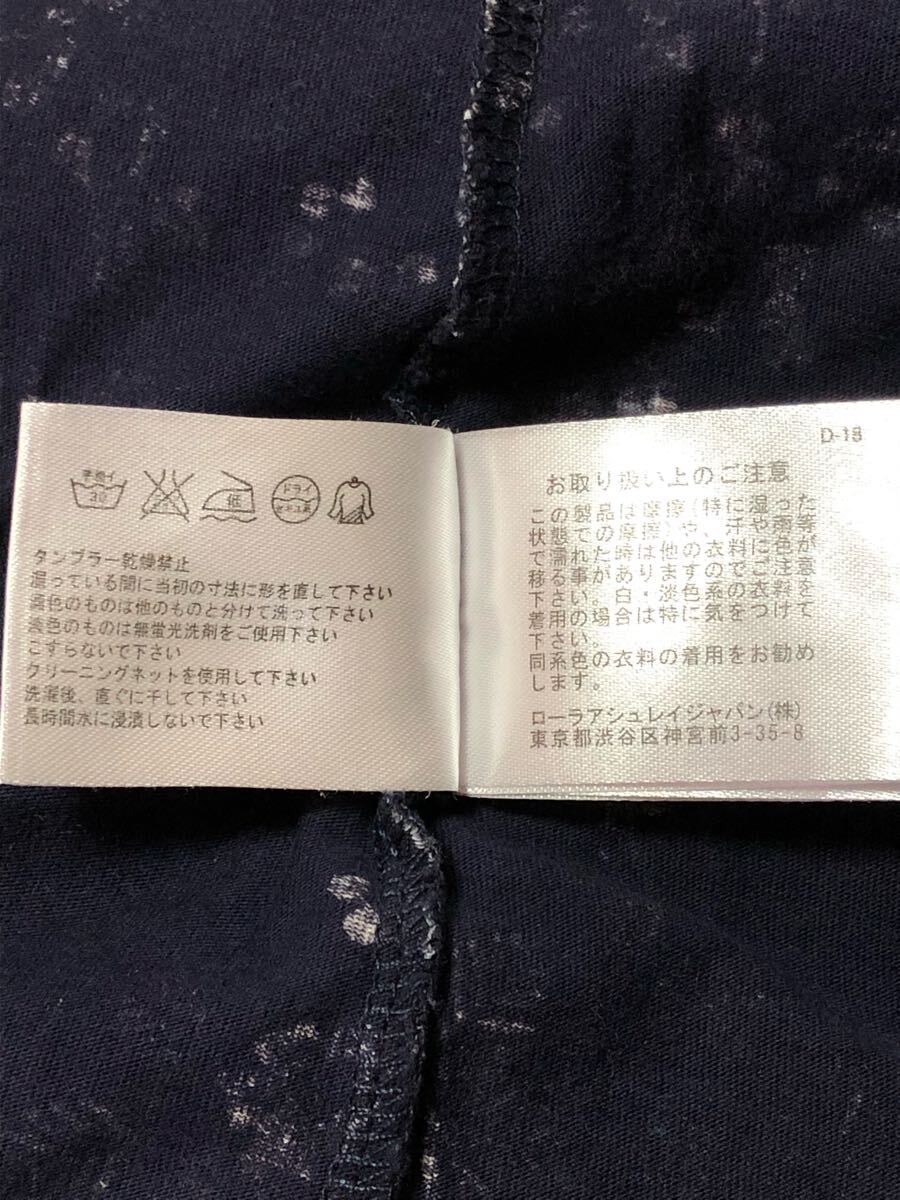 手洗イ
30
低
ドライ
セキユ系
タンブラー乾燥禁止
湿っている間に当初の寸法に形を直して下さい
濃色のものは他のものと分けて洗って下さい
淡色のものは無蛍光洗剤をご使用下さい
こすらないで下さい
クリーニングネットを使用して下さい
洗濯後、直ぐに干して下さい
長時間水に浸漬しないで下さい
D-18
お取り扱い上のご注意
この製品は摩擦(特に湿った
状態での摩擦)や、汗や雨等
で濡れた時は他の衣料に色が
移る事がありますのでご注意
下さい。白・淡色系の衣料を
着用の場合は特に気をつけて
下さい。
同系色の衣料の着用をお勧め
します。
ローラアシュレイジャパン(株)
東京都渋谷区神宮前3-35-8